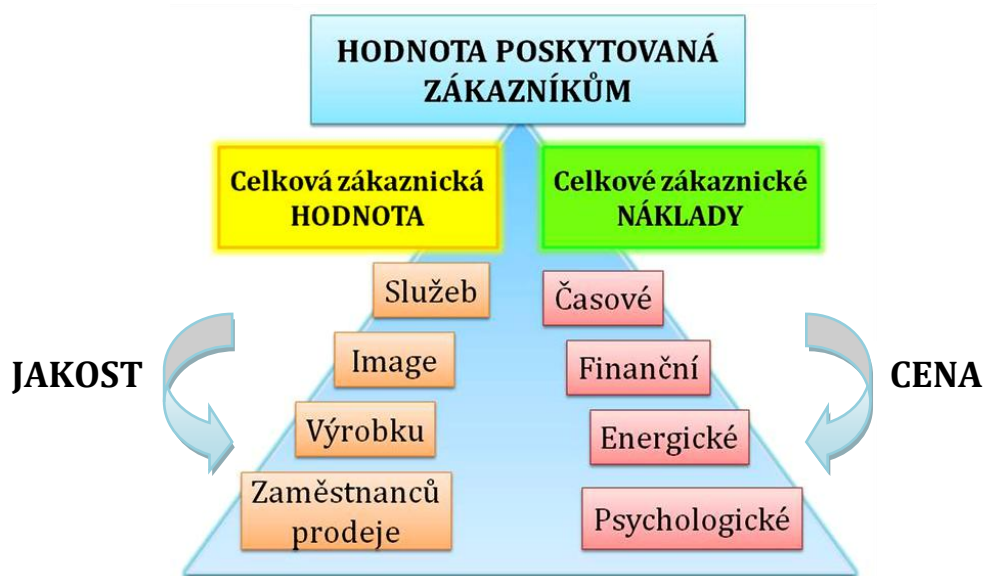 HODNOTA POSKYTOVANÁ
ZÁKAZNÍKŮM
Celková zákaznická
HODNOTA
Celkové zákaznické
NÁKLADY
Služeb
Image
Výrobku
Zaměstnanců
prodeje
Časové
Finanční
Energické
Psychologické
JAKOST
CENA